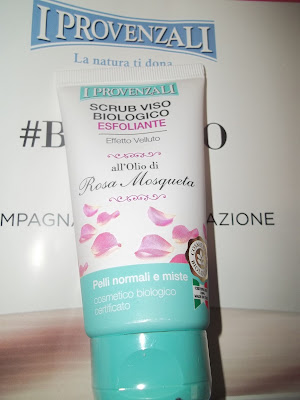 I PROVENZALI
La natura ti dona
#B
O
MPAGNA
AZIONE
I PROVENZALI
SCRUB VISO
BIOLOGICO
ESFOLIANTE
Effetto Velluto
all'Olio di
Rosa Mosqueta
Pelli normali e miste
cosmetico biologico
certificato